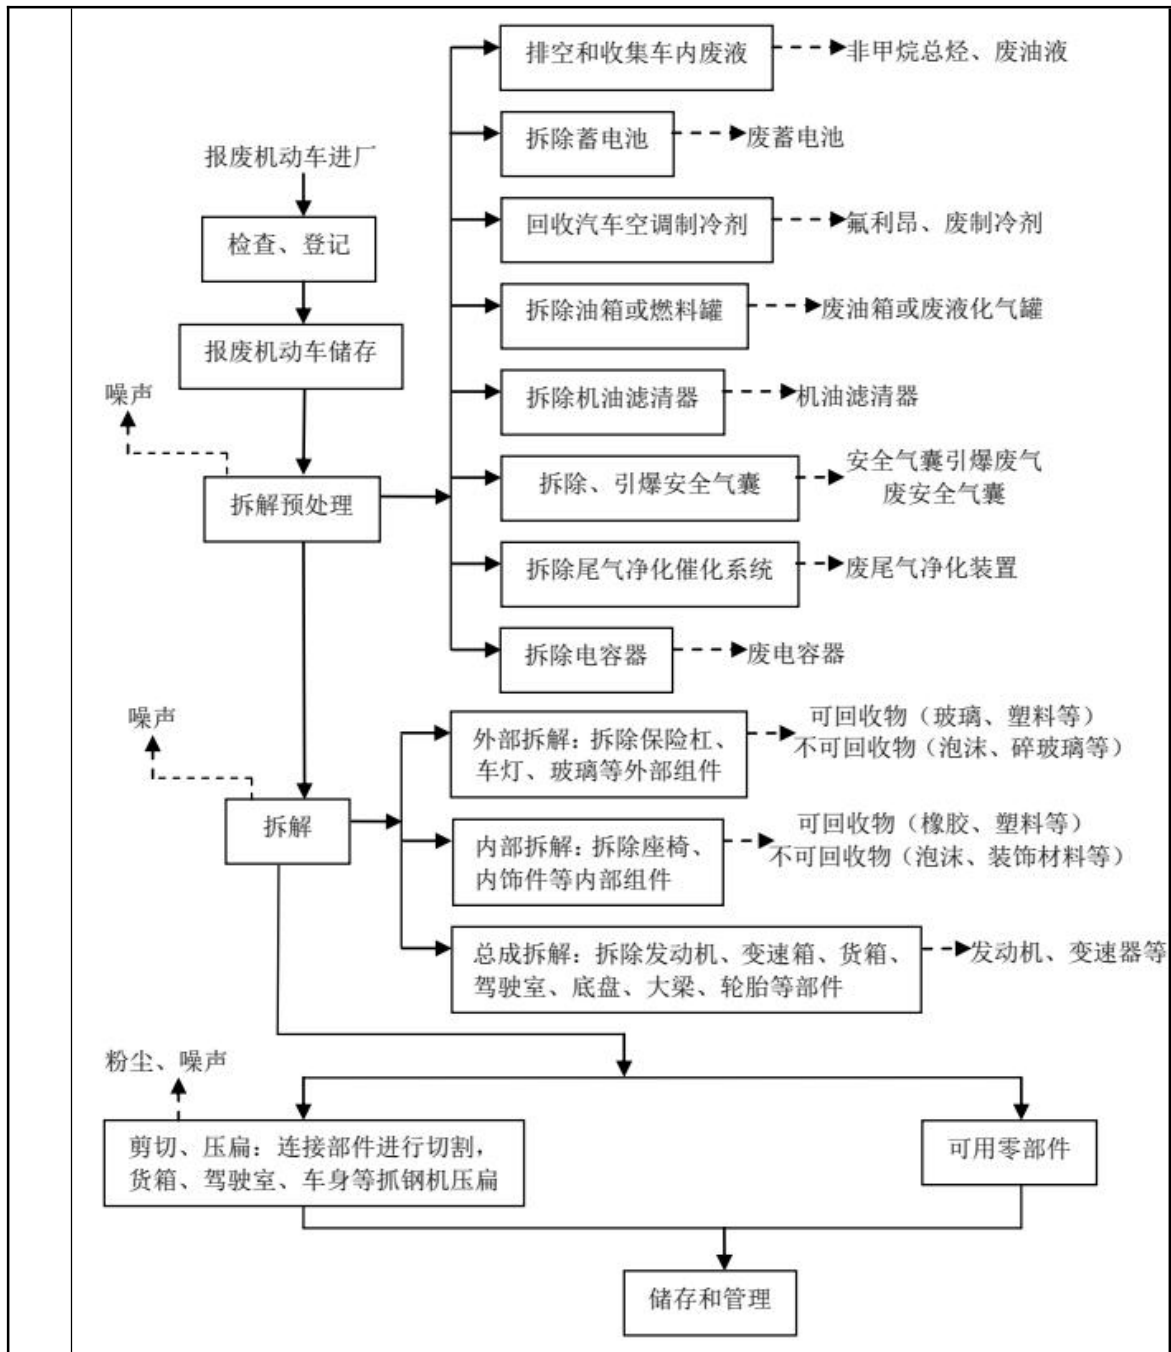 排空和收集车内废液
非甲烷总烃、废油液
拆除蓄电池
废蓄电池
报废机动车进厂
回收汽车空调制冷剂
氟利昂、废制冷剂
检查、登记
拆除油箱或燃料罐
废油箱或废液化气罐
报废机动车储存
噪声
拆除机油滤清器
机油滤清器
拆除、引爆安全气囊
安全气囊引爆废气
废安全气囊
拆解预处理
拆除尾气净化催化系统
废尾气净化装置
拆除电容器
废电容器
噪声
外部拆解：拆除保险杠、
车灯、玻璃等外部组件
可回收物（玻璃、塑料等）
不可回收物（泡沫、碎玻璃等）
拆解
内部拆解：拆除座椅、
内饰件等内部组件
可回收物（橡胶、塑料等）
不可回收物（泡沫、装饰材料等）
总成拆解：拆除发动机、变速箱、货箱、
驾驶室、底盘、大梁、轮胎等部件
发动机、变速器等
粉尘、噪声
剪切、压扁：连接部件进行切割，
货箱、驾驶室、车身等抓钢机压扁
可用零部件
储存和管理